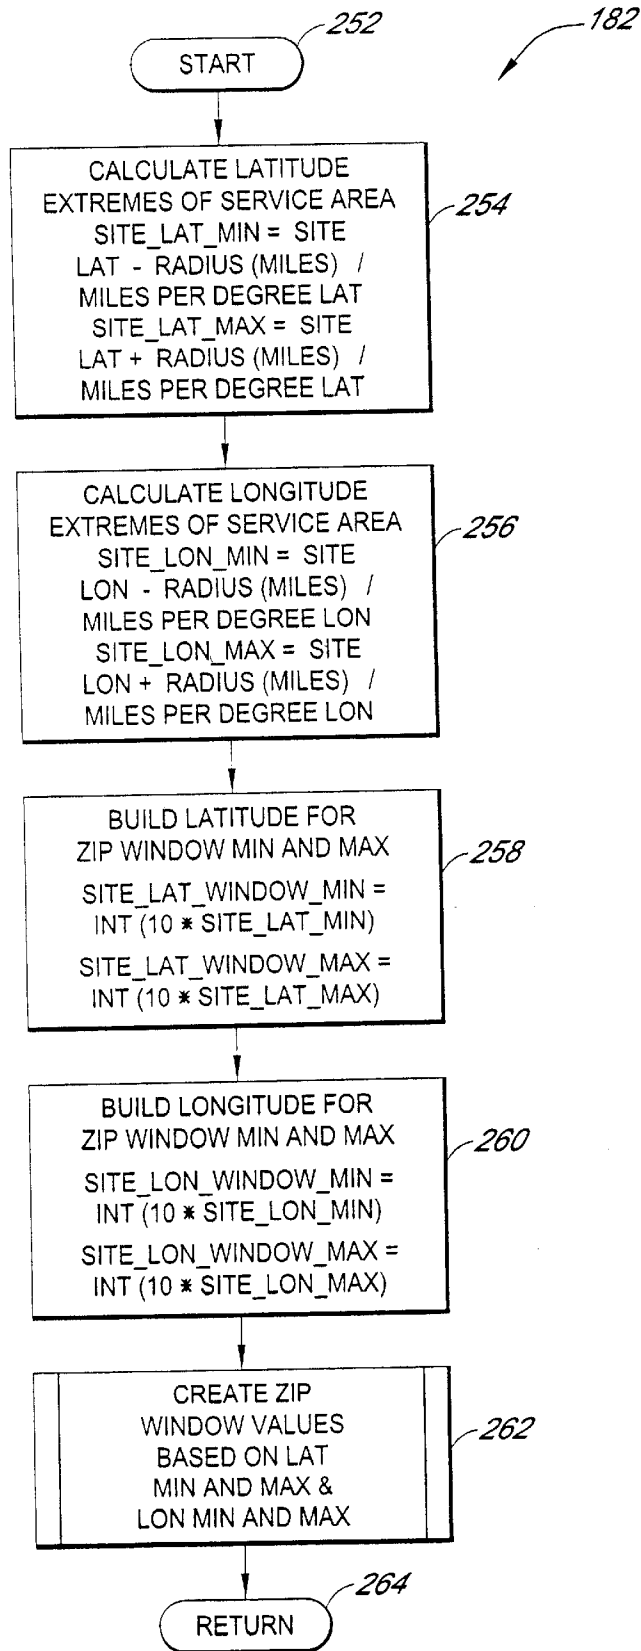 252
182
START
CALCULATE LATITUDE
EXTREMES OF SERVICE AREA
SITE_LAT_MIN = SITE
LAT - RADIUS (MILES) /
MILES PER DEGREE LAT
SITE_LAT_MAX = SITE
LAT + RADIUS (MILES) /
MILES PER DEGREE LAT
254
CALCULATE LONGITUDE
EXTREMES OF SERVICE AREA
SITE_LON_MIN = SITE
LON - RADIUS (MILES) /
MILES PER DEGREE LON
SITE_LON_MAX = SITE
LON + RADIUS (MILES) /
MILES PER DEGREE LON
256
BUILD LATITUDE FOR
ZIP WINDOW MIN AND MAX
SITE_LAT_WINDOW_MIN =
INT (10 * SITE_LAT_MIN)
SITE_LAT_WINDOW_MAX =
INT (10 * SITE_LAT_MAX)
258
BUILD LONGITUDE FOR
ZIP WINDOW MIN AND MAX
SITE_LON_WINDOW_MIN =
INT (10 * SITE_LON_MIN)
SITE_LON_WINDOW_MAX =
INT (10 * SITE_LON_MAX)
260
CREATE ZIP
WINDOW VALUES
BASED ON LAT
MIN AND MAX &
LON MIN AND MAX
262
264
RETURN